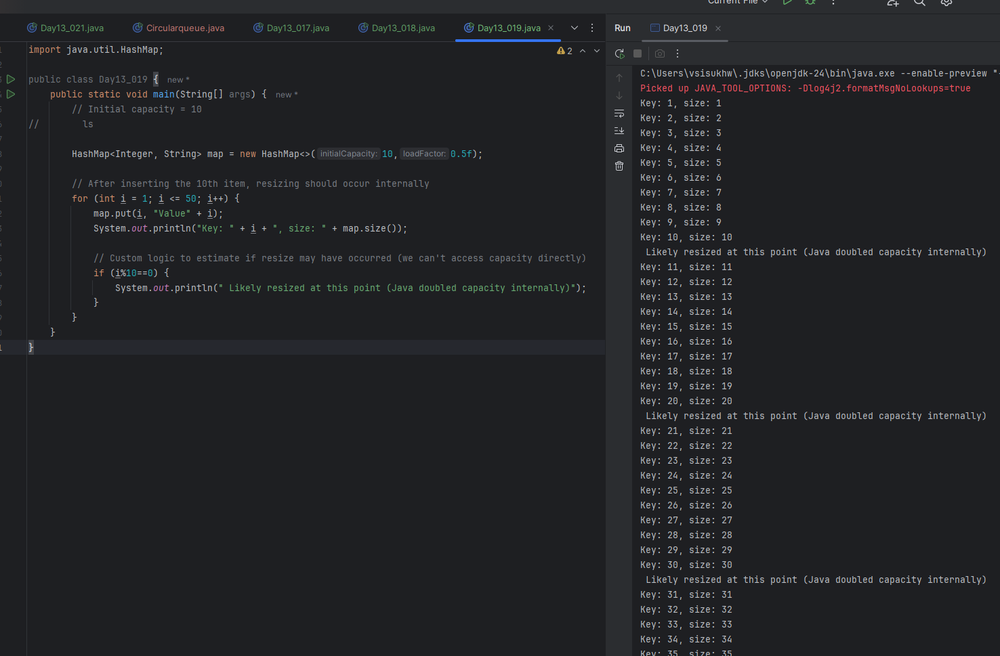 Current File
Day13_021.java Circularqueue.java Day13_017.java Day13_018.java Day13_019.java
Run Day13_019
import java.util.HashMap;
2
public class Day13_019 { new *
public static void main(String[] args) { new *
// Initial capacity = 10
// ls
HashMap<Integer, String> map = new HashMap<>( initialCapacity: 10, loadFactor: 0.5f);
// After inserting the 10th item, resizing should occur internally
for (int i = 1; i <= 50; i++) {
map.put(i, "Value" + i);
System.out.println("Key: " + i + ", size: " + map.size());
// Custom logic to estimate if resize may have occurred (we can't access capacity directly)
if (i%10==0) {
System.out.println(" Likely resized at this point (Java doubled capacity internally)");
}
}
}
}
C:\Users\vsisukhw\.jdks\openjdk-24\bin\java.exe --enable-preview "-
Picked up JAVA_TOOL_OPTIONS: -Dlog4j2.formatMsgNoLookups=true
Key: 1, size: 1
Key: 2, size: 2
Key: 3, size: 3
Key: 4, size: 4
Key: 5, size: 5
Key: 6, size: 6
Key: 7, size: 7
Key: 8, size: 8
Key: 9, size: 9
Key: 10, size: 10
Likely resized at this point (Java doubled capacity internally)
Key: 11, size: 11
Key: 12, size: 12
Key: 13, size: 13
Key: 14, size: 14
Key: 15, size: 15
Key: 16, size: 16
Key: 17, size: 17
Key: 18, size: 18
Key: 19, size: 19
Key: 20, size: 20
Likely resized at this point (Java doubled capacity internally)
Key: 21, size: 21
Key: 22, size: 22
Key: 23, size: 23
Key: 24, size: 24
Key: 25, size: 25
Key: 26, size: 26
Key: 27, size: 27
Key: 28, size: 28
Key: 29, size: 29
Key: 30, size: 30
Likely resized at this point (Java doubled capacity internally)
Key: 31, size: 31
Key: 32, size: 32
Key: 33, size: 33
Key: 34, size: 34
Key: 35, size: 35